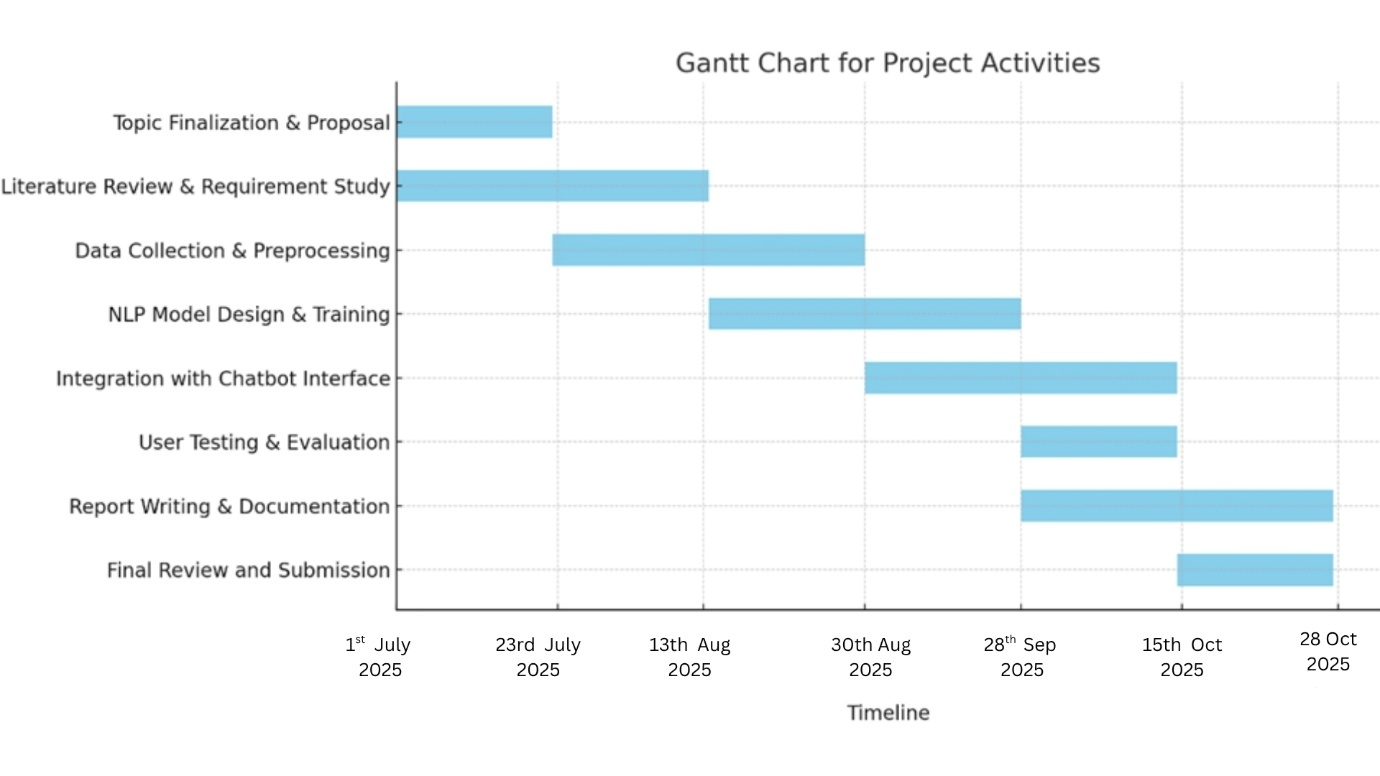 Gantt Chart for Project Activities
Topic Finalization & Proposal
Literature Review & Requirement Study
Data Collection & Preprocessing
NLP Model Design & Training
Integration with Chatbot Interface
User Testing & Evaluation
Report Writing & Documentation
Final Review and Submission
1st July
2025
23rd July
2025
13th Aug
2025
30th Aug
2025
28th Sep
2025
15th Oct
2025
28 Oct
2025
Timeline